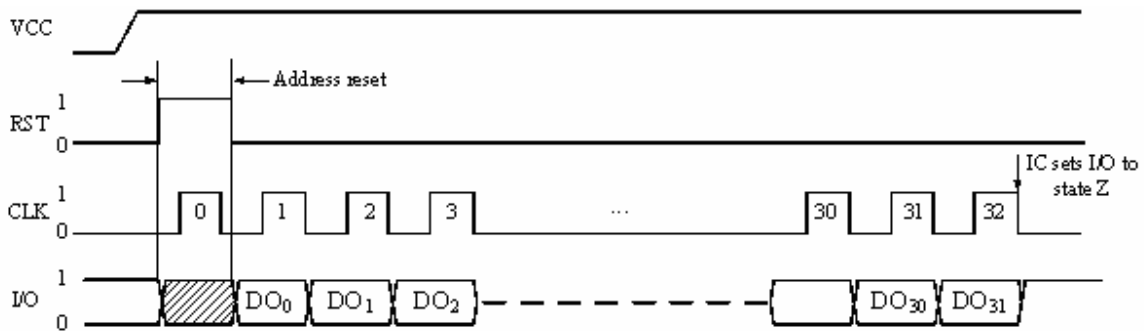 VCC
Address reset
1
RST
0
IC sets I/O to
state Z
1
CLK 0 1 2 3 ... 30 31 32
0
1
I/O DO0 DO1 DO2 DO30 DO31
0